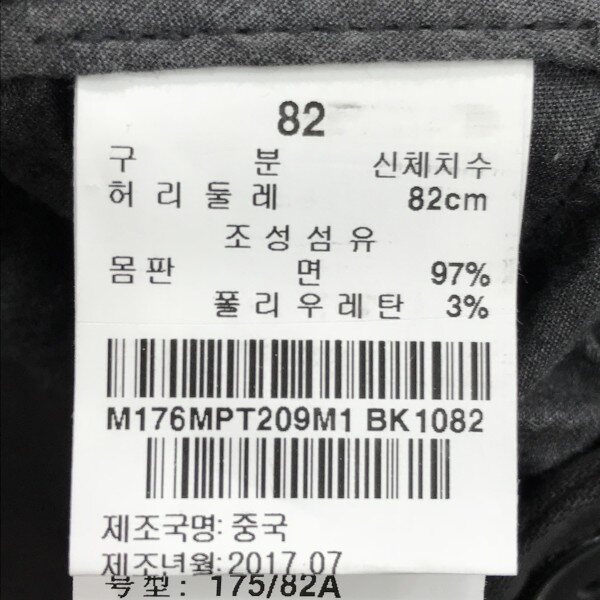 82
구 분 신체치수
허리둘레 82cm
조성섬유
몸판 면 97%
폴리우레탄 3%
M176MPT209M1 BK1082
제조국명: 중국
제조년월: 2017.07
号型: 175/82A